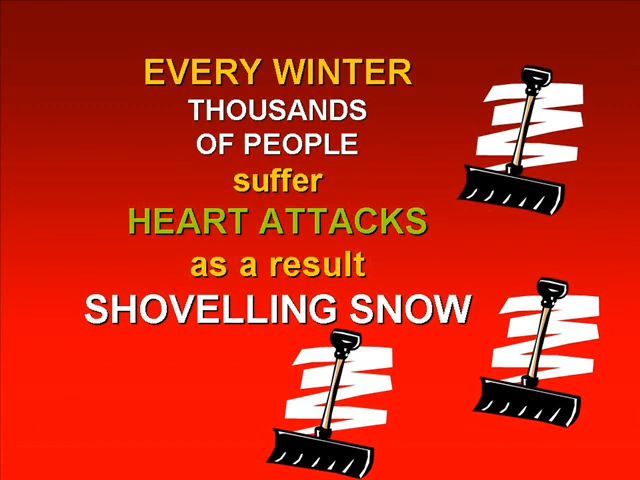 EVERY WINTER
THOUSANDS
OF PEOPLE
suffer
HEART ATTACKS
as a result
SHOVELLING SNOW